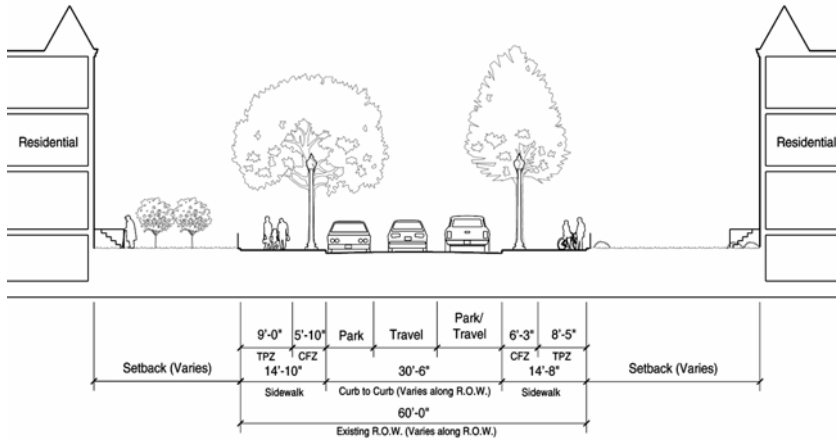 Residential
Residential
9'-0" 5'-10" Park Travel Park/ Travel 6'-3" 8'-5"
TPZ CFZ CFZ TPZ
Setback (Varies) 14'-10" 30'-6" 14'-8" Setback (Varies)
Sidewalk Curb to Curb (Varies along R.O.W.) Sidewalk
60'-0"
Existing R.O.W. (Varies along R.O.W.)